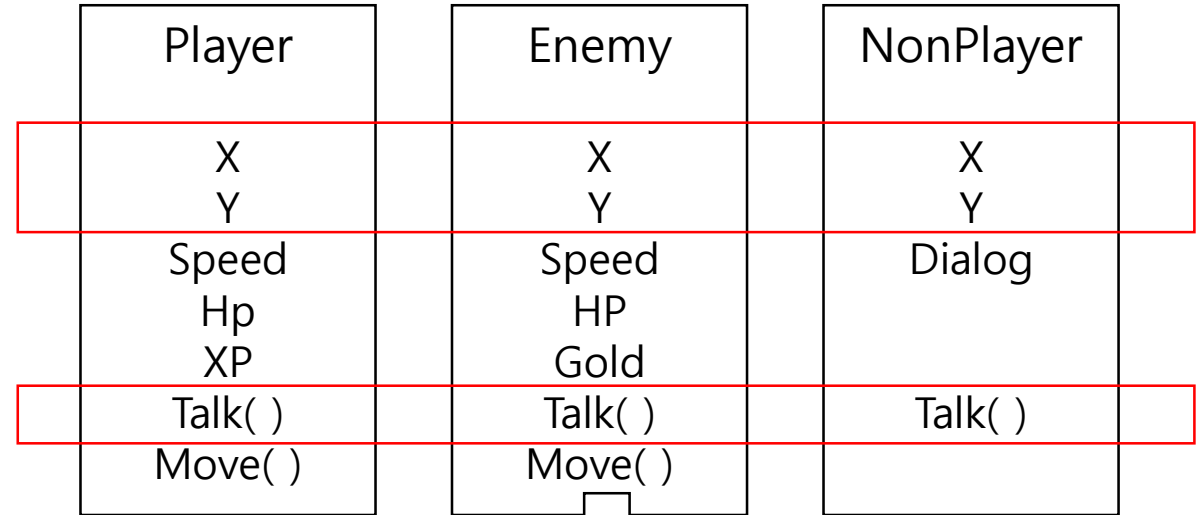 Player
X
Y
Speed
Hp
XP
Talk( )
Move( )
Enemy
X
Y
Speed
HP
Gold
Talk( )
Move( )
NonPlayer
X
Y
Dialog
Talk( )